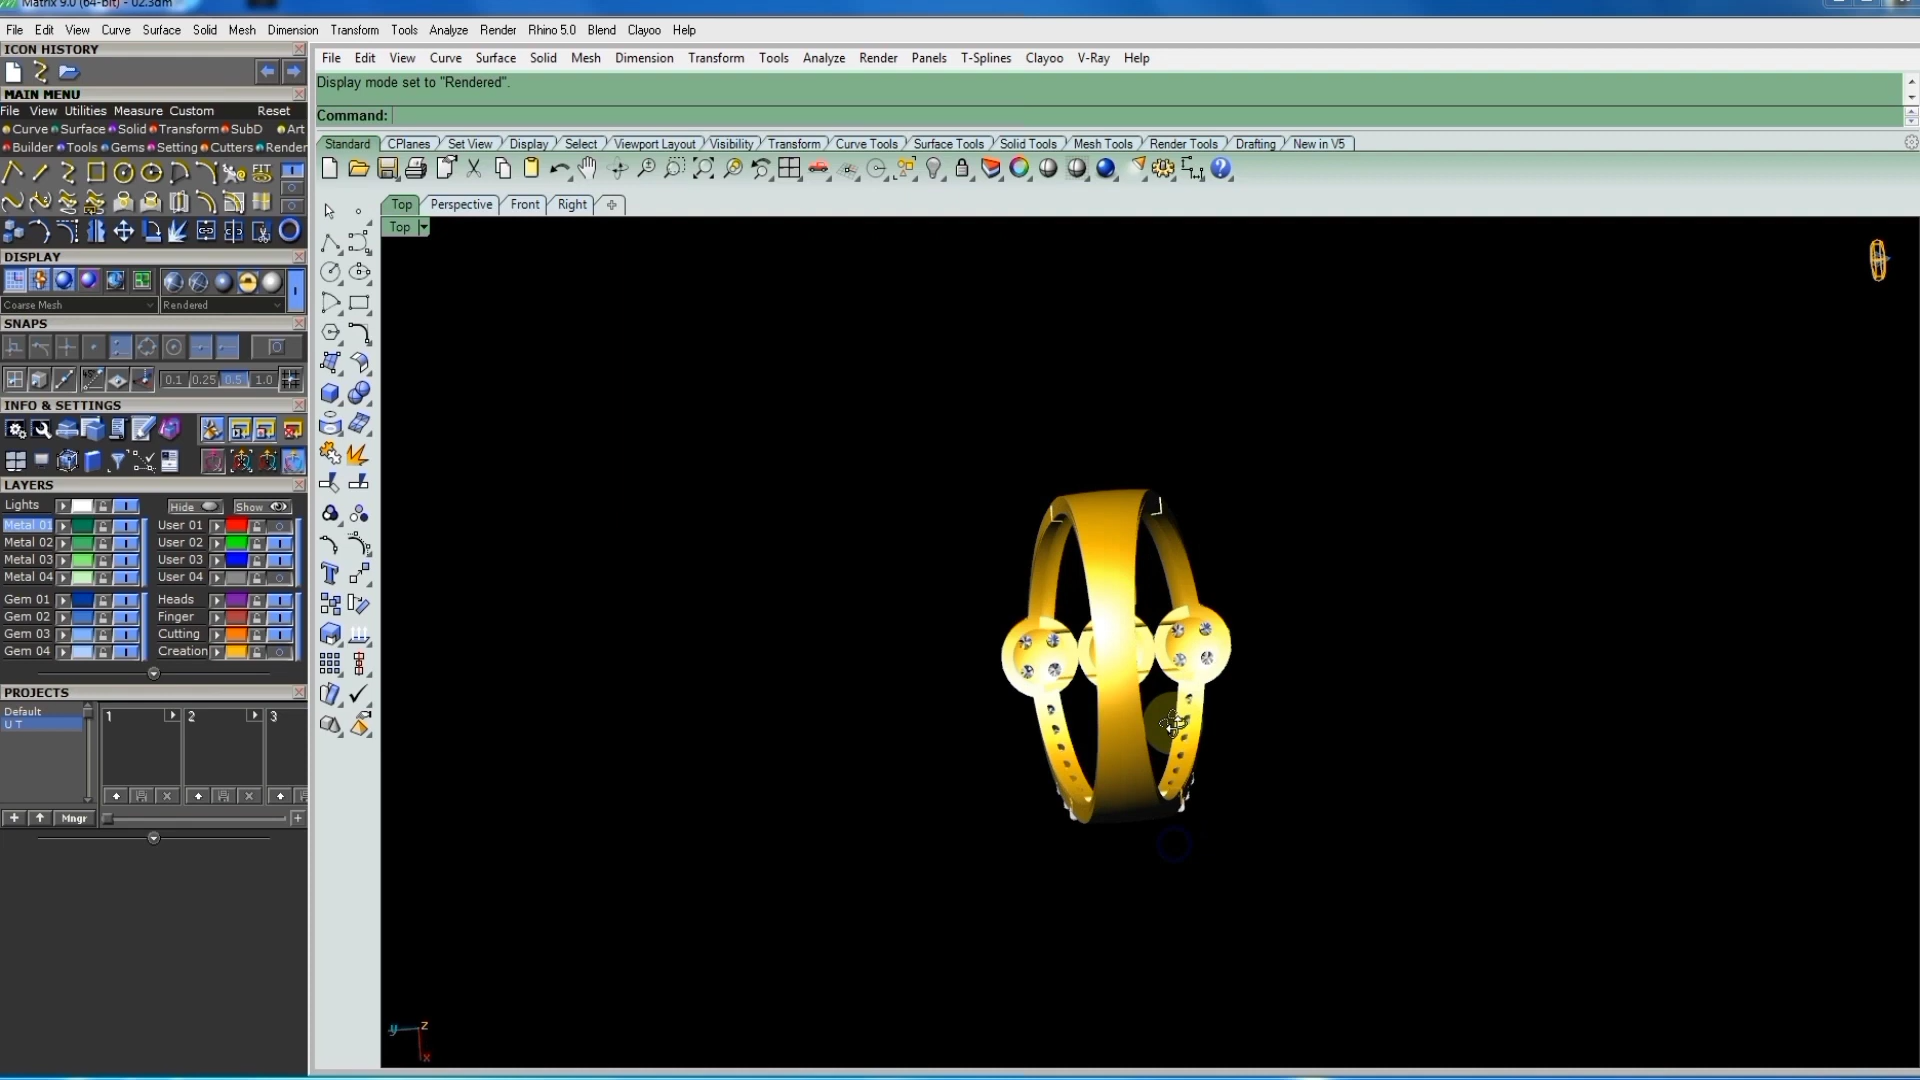 Matrix 9.0 (64-bit) - 02.3dm
File Edit View Curve Surface Solid Mesh Dimension Transform Tools Analyze Render Rhino 5.0 Blend Clayoo Help
ICON HISTORY
MAIN MENU
File View Utilities Measure Custom Reset
Curve Surface Solid Transform SubD Art
Builder Tools Gems Setting Cutters Render
FIT
DISPLAY
Coarse Mesh Rendered
SNAPS
0.1 0.25 0.5 1.0
INFO & SETTINGS
LAYERS
Lights Hide Show
Metal 01 User 01
Metal 02 User 02
Metal 03 User 03
Metal 04 User 04
Gem 01 Heads
Gem 02 Finger
Gem 03 Cutting
Gem 04 Creation
PROJECTS
Default
U T
1 2 3
Mngr
File Edit View Curve Surface Solid Mesh Dimension Transform Tools Analyze Render Panels T-Splines Clayoo V-Ray Help
Display mode set to "Rendered".
Command:
Standard CPlanes Set View Display Select Viewport Layout Visibility Transform Curve Tools Surface Tools Solid Tools Mesh Tools Render Tools Drafting New in V5
Top Perspective Front Right
Top
y z
x